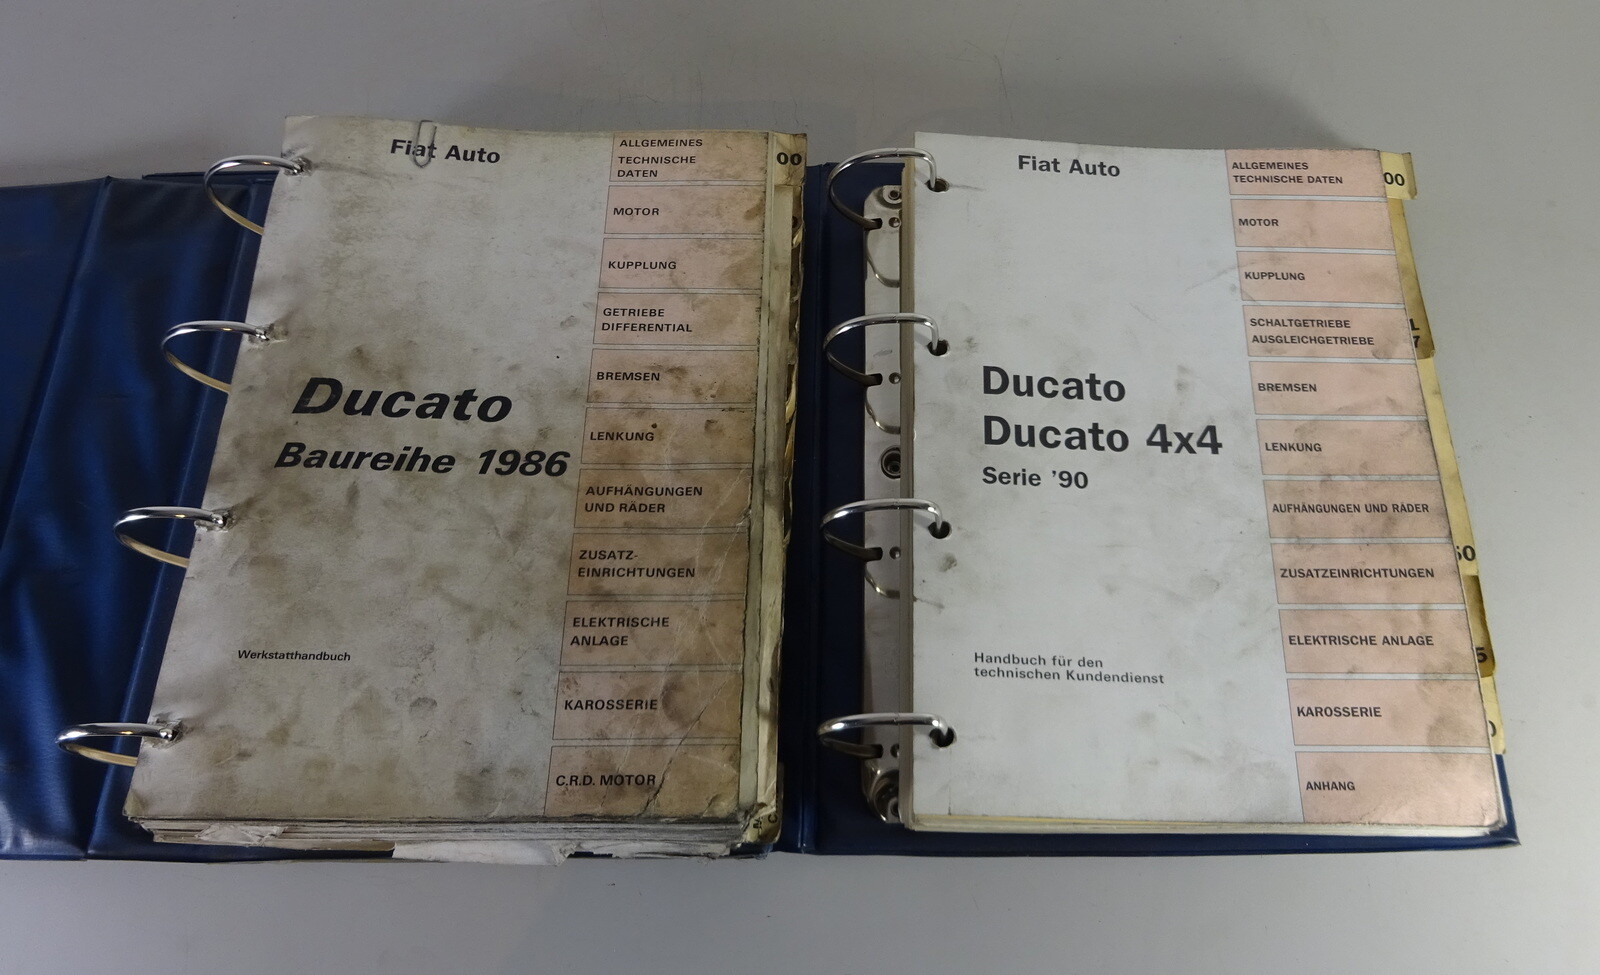 Fiat Auto
Ducato
Baureihe 1986
Werkstatthandbuch
ALLGEMEINES
TECHNISCHE
DATEN
MOTOR
KUPPLUNG
GETRIEBE
DIFFERENTIAL
BREMSEN
LENKUNG
AUFHÄNGUNGEN
UND RÄDER
ZUSATZ-
EINRICHTUNGEN
ELEKTRISCHE
ANLAGE
KAROSSERIE
C.R.D. MOTOR
00
Fiat Auto
Ducato
Ducato 4x4
Serie '90
Handbuch für den
technischen Kundendienst
ALLGEMEINES
TECHNISCHE DATEN
MOTOR
KUPPLUNG
SCHALTGETRIEBE
AUSGLEICHGETRIEBE
BREMSEN
LENKUNG
AUFHÄNGUNGEN UND RÄDER
ZUSATZEINRICHTUNGEN
ELEKTRISCHE ANLAGE
KAROSSERIE
ANHANG
00